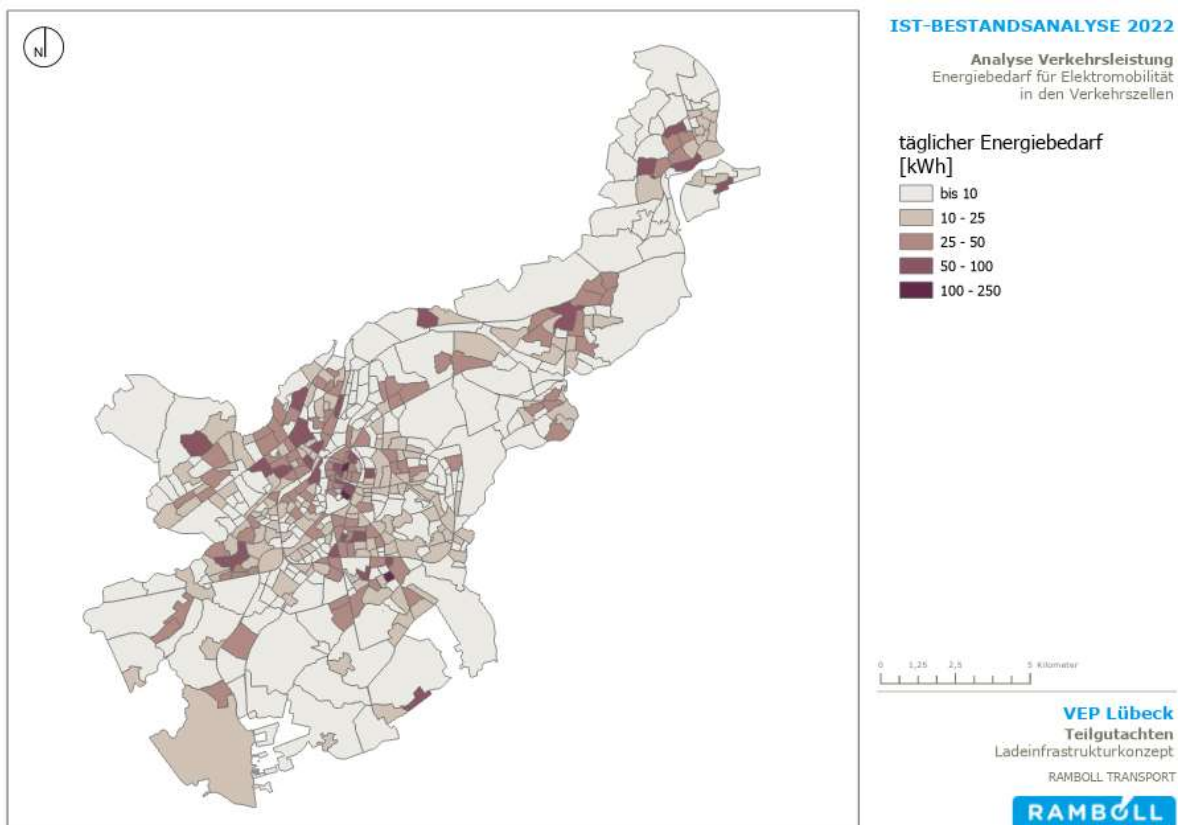 N
IST-BESTANDSANALYSE 2022
Analyse Verkehrsleistung
Energiebedarf für Elektromobilität
in den Verkehrszellen
täglicher Energiebedarf
[kWh]
bis 10
10 - 25
25 - 50
50 - 100
100 - 250
0 1,25 2,5 5 Kilometer
VEP Lübeck
Teilgutachten
Ladeinfrastrukturkonzept
RAMBOLL TRANSPORT
RAMBOLL